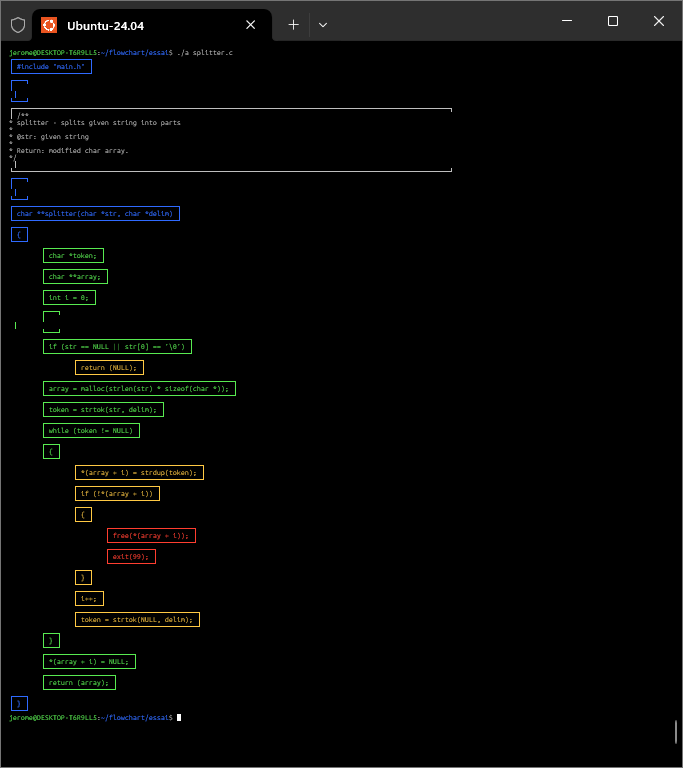 Ubuntu-24.04
jerome@DESKTOP-T6R9LL5:~/flowchart/essai$ ./a splitter.c
#include "main.h"
/**
* splitter - splits given string into parts
*
* @str: given string
*
* Return: modified char array.
*/
char **splitter(char *str, char *delim)
{
char *token;
char **array;
int i = 0;
if (str == NULL || str[0] == '\0')
return (NULL);
array = malloc(strlen(str) * sizeof(char *));
token = strtok(str, delim);
while (token != NULL)
{
*(array + i) = strdup(token);
if (!*(array + i))
{
free(*(array + i));
exit(99);
}
i++;
token = strtok(NULL, delim);
}
*(array + i) = NULL;
return (array);
}
jerome@DESKTOP-T6R9LL5:~/flowchart/essai$